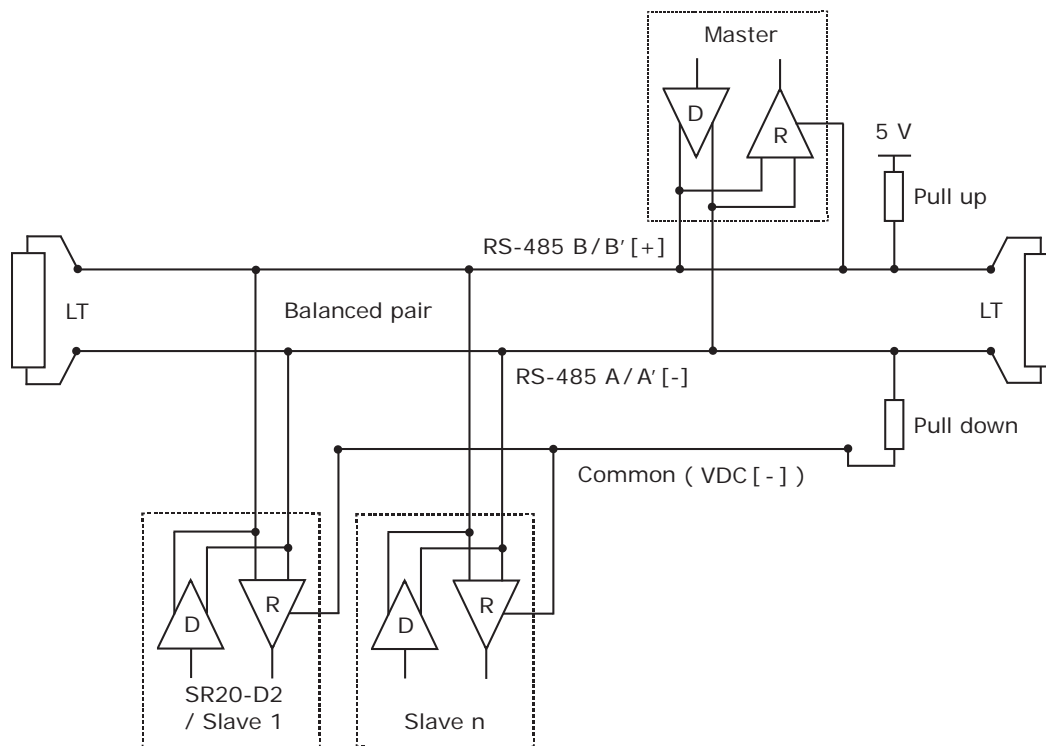 Master
D
R
5 V
Pull up
RS-485 B/B' [+]
LT
Balanced pair
LT
RS-485 A/A' [-]
Pull down
Common ( VDC [ - ] )
R
D
R
D
SR20-D2
/ Slave 1
Slave n